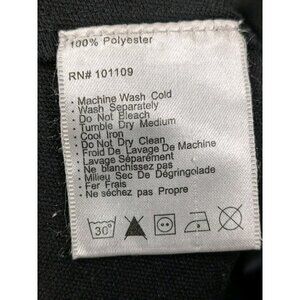 100% Polyester
RN# 101109
· Machine Wash Cold
· Wash Separately
· Do Not Bleach
· Tumble Dry Medium
· Cool Iron
· Do Not Dry Clean
· Froid De Lavage De Machine
· Lavage Séparément
· Ne blanchissez pas
· Milieu Sec De Dégringolade
· Fer Frais
· Ne séchez pas Propre
30°